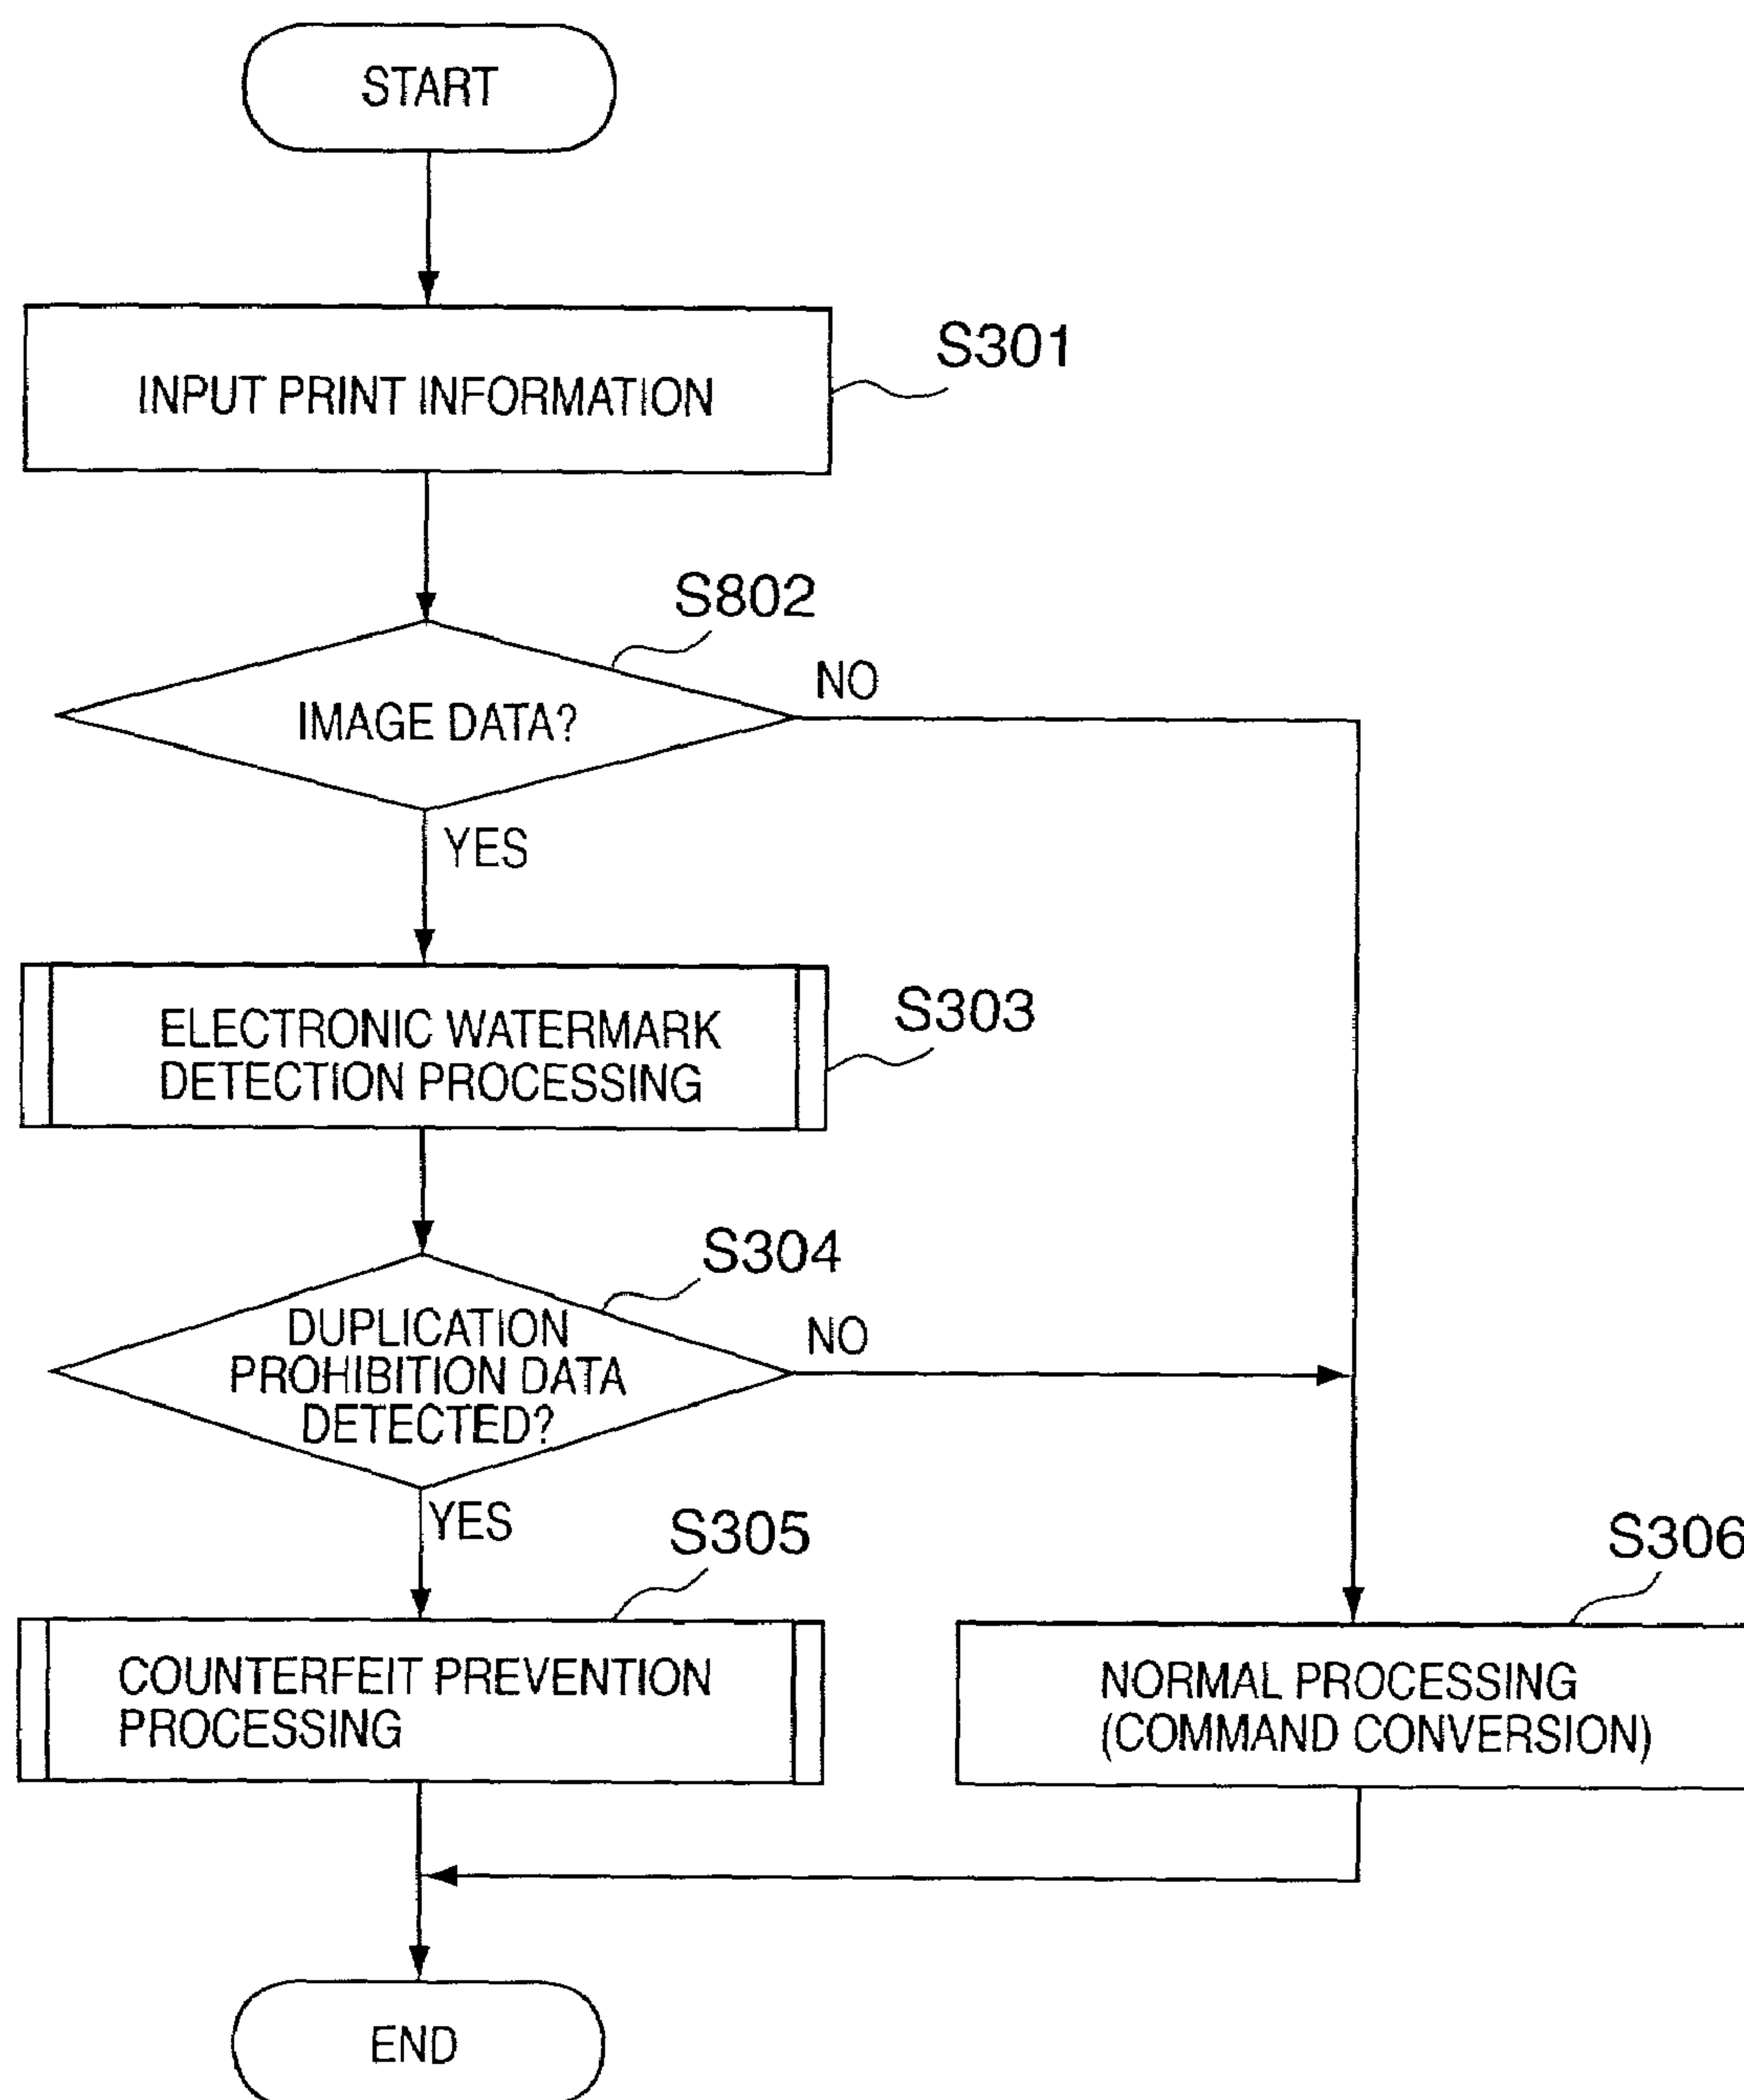 START
INPUT PRINT INFORMATION
S301
S802
IMAGE DATA?
NO
YES
ELECTRONIC WATERMARK
DETECTION PROCESSING
S303
S304
DUPLICATION
PROHIBITION DATA
DETECTED?
NO
YES
S305
COUNTERFEIT PREVENTION
PROCESSING
S306
NORMAL PROCESSING
(COMMAND CONVERSION)
END